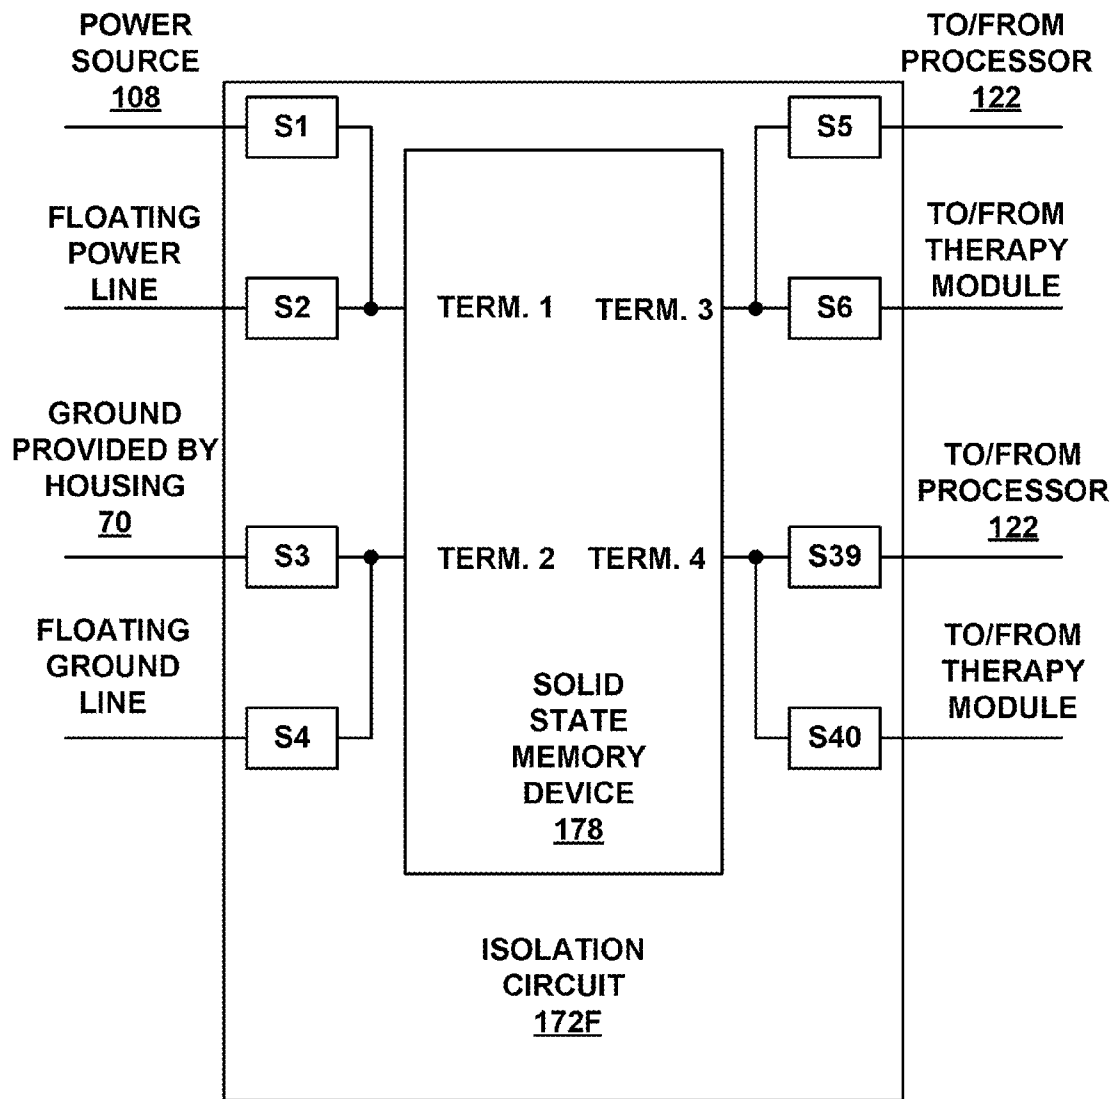 POWER
SOURCE
108
TO/FROM
PROCESSOR
122
S1
S5
FLOATING
POWER
LINE
TO/FROM
THERAPY
MODULE
S2
TERM. 1
TERM. 3
S6
GROUND
PROVIDED BY
HOUSING
70
TO/FROM
PROCESSOR
122
S3
TERM. 2
TERM. 4
S39
FLOATING
GROUND
LINE
TO/FROM
THERAPY
MODULE
S4
SOLID
STATE
MEMORY
DEVICE
178
S40
ISOLATION
CIRCUIT
172F